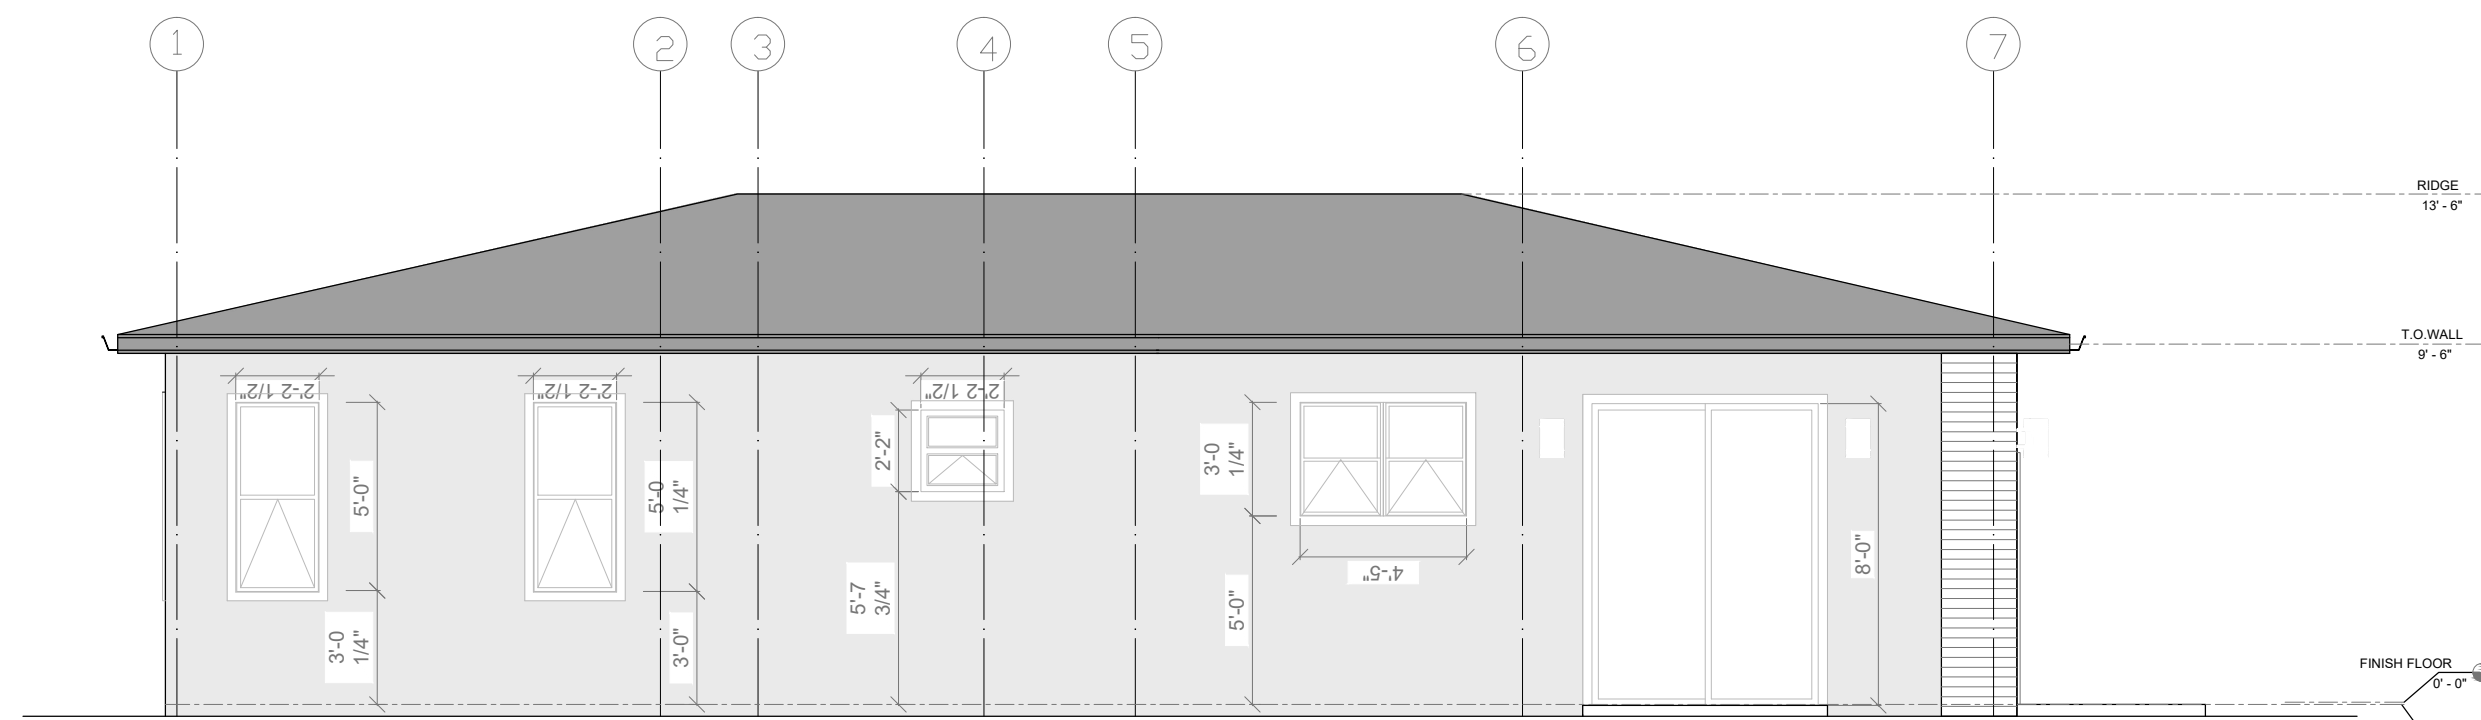 1 2 3 4 5 6 7
RIDGE
13' - 6"
T.O.WALL
9' - 6"
2'-2 1/2" 2'-2 1/2" 2'-2 1/2"
2'-2"
3'-0
1/4"
5'-0"
5'-0
1/4"
4'-5"
8'-0"
5'-7
3/4"
5'-0"
3'-0
1/4"
3'-0"
FINISH FLOOR
0' - 0"